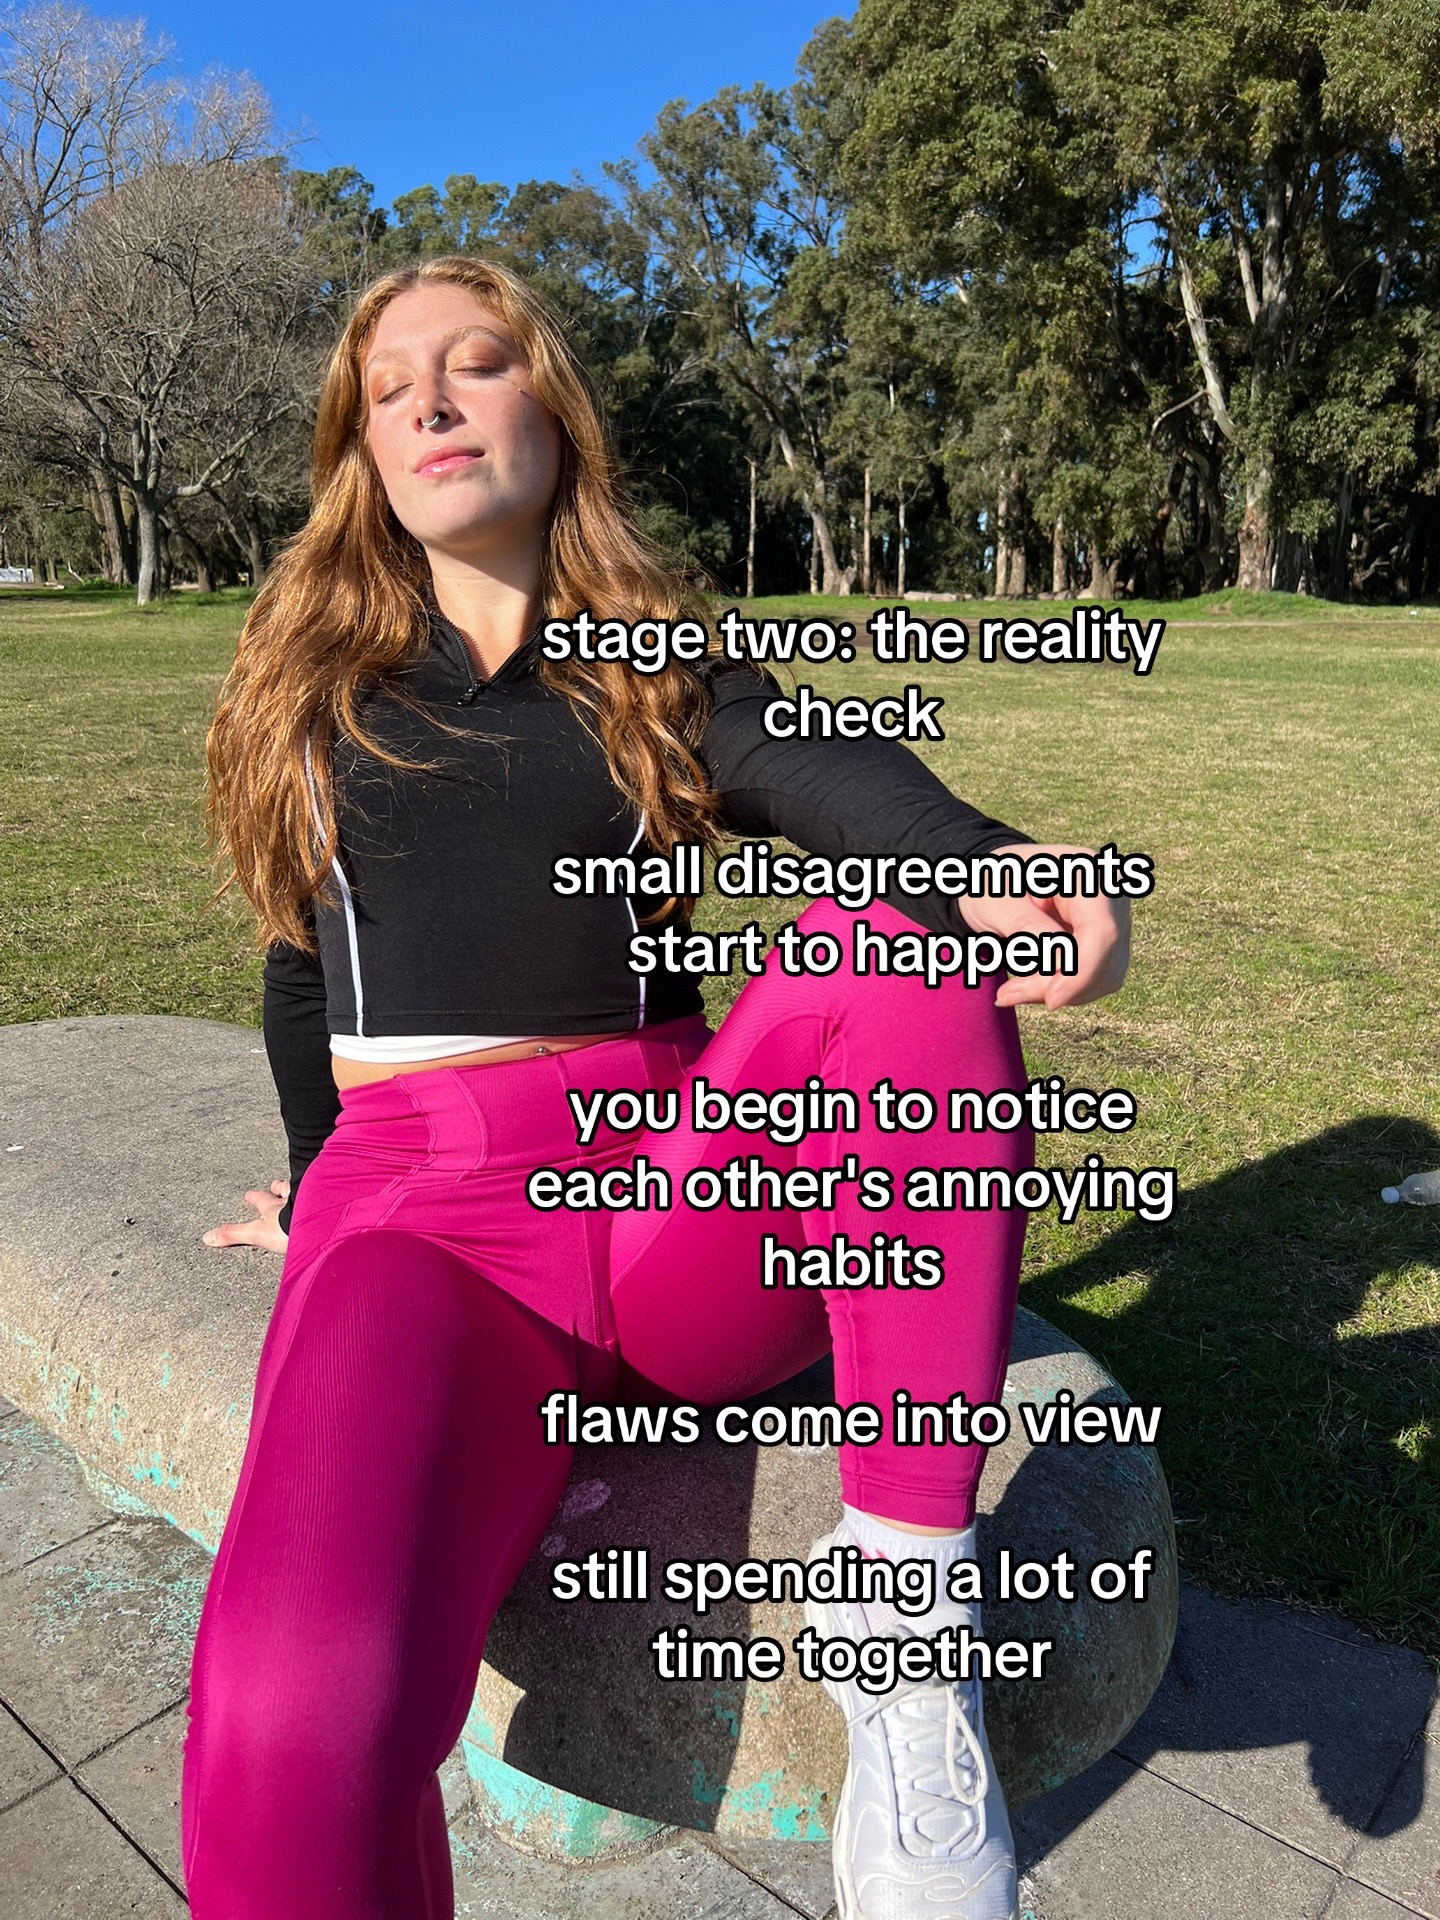 stage two: the reality
check
small disagreements
start to happen
you begin to notice
each other's annoying
habits
flaws come into view
still spending a lot of
time together